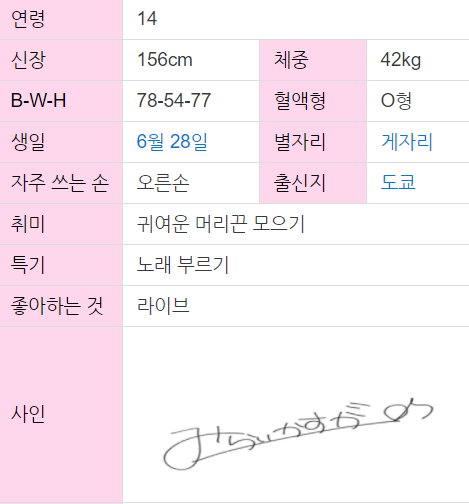 연령 14
신장 156cm 체중 42kg
B-W-H 78-54-77 혈액형 O형
생일 6월 28일 별자리 게자리
자주 쓰는 손 오른손 출신지 도쿄
취미 귀여운 머리끈 모으기
특기 노래 부르기
좋아하는 것 라이브
사인